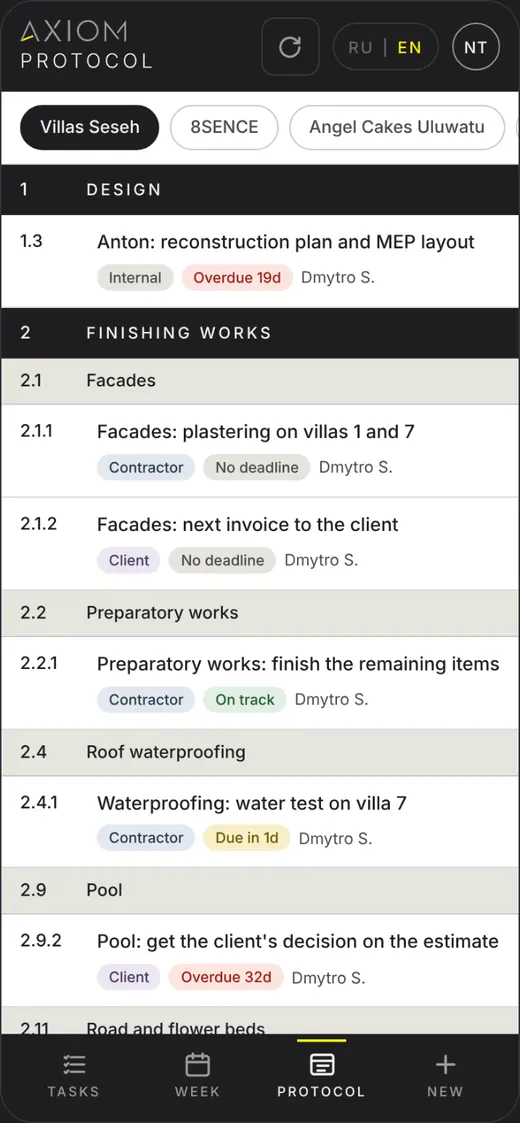 AXIOM
PROTOCOL
RU | EN
NT
Villas Seseh
8SENCE
Angel Cakes Uluwatu
1 DESIGN
1.3 Anton: reconstruction plan and MEP layout
Internal Overdue 19d Dmytro S.
2 FINISHING WORKS
2.1 Facades
2.1.1 Facades: plastering on villas 1 and 7
Contractor No deadline Dmytro S.
2.1.2 Facades: next invoice to the client
Client No deadline Dmytro S.
2.2 Preparatory works
2.2.1 Preparatory works: finish the remaining items
Contractor On track Dmytro S.
2.4 Roof waterproofing
2.4.1 Waterproofing: water test on villa 7
Contractor Due in 1d Dmytro S.
2.9 Pool
2.9.2 Pool: get the client's decision on the estimate
Client Overdue 32d Dmytro S.
2.11 Road and flower beds
TASKS
WEEK
PROTOCOL
NEW